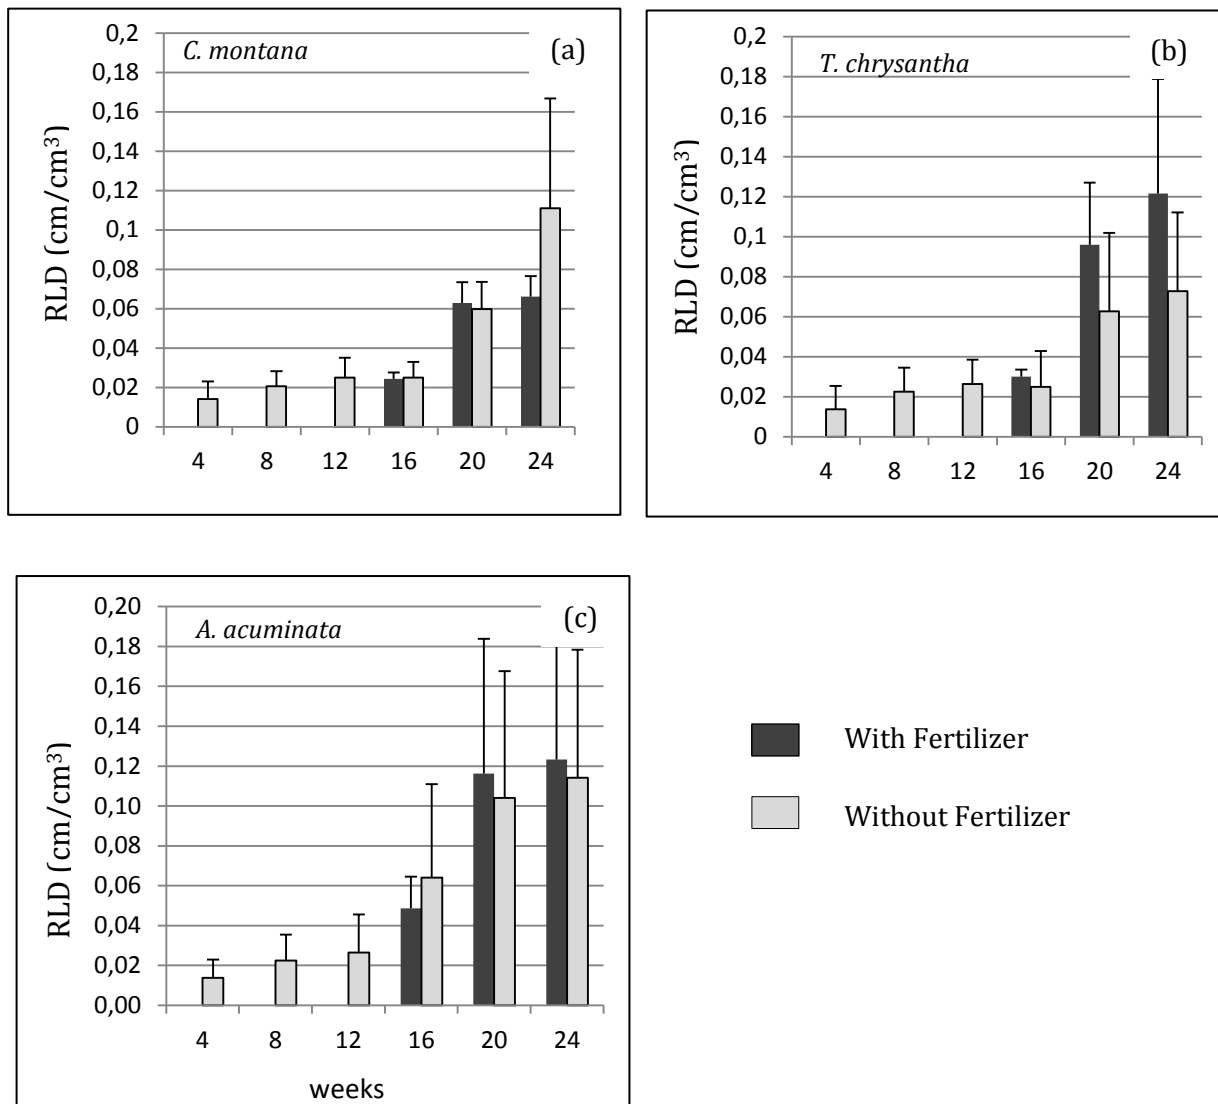 C. montana
(a)
0,2
0,18
0,16
0,14
0,12
0,1
0,08
0,06
0,04
0,02
0
RLD (cm/cm³)
4 8 12 16 20 24
T. chrysantha
(b)
0,2
0,18
0,16
0,14
0,12
0,1
0,08
0,06
0,04
0,02
0
RLD (cm/cm³)
4 8 12 16 20 24
A. acuminata
(c)
0,20
0,18
0,16
0,14
0,12
0,10
0,08
0,06
0,04
0,02
0,00
RLD (cm/cm³)
4 8 12 16 20 24
weeks
With Fertilizer
Without Fertilizer